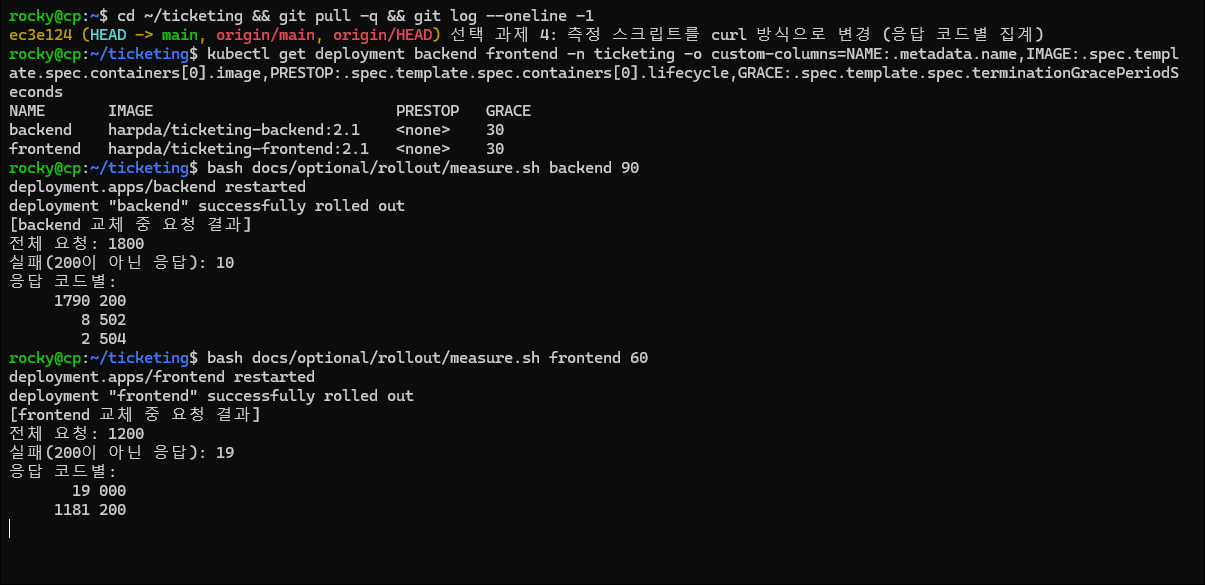 rocky@cp:~$ cd ~/ticketing && git pull -q && git log --oneline -1
ec3e124 (HEAD -> main, origin/main, origin/HEAD) 선택 과제 4: 측정 스크립트를 curl 방식으로 변경 (응답 코드별 집계)
rocky@cp:~/ticketing$ kubectl get deployment backend frontend -n ticketing -o custom-columns=NAME:.metadata.name,IMAGE:.spec.templ
ate.spec.containers[0].image,PRESTOP:.spec.template.spec.containers[0].lifecycle,GRACE:.spec.template.spec.terminationGracePeriodS
econds
NAME       IMAGE                           PRESTOP   GRACE
backend    harpda/ticketing-backend:2.1    <none>    30
frontend   harpda/ticketing-frontend:2.1   <none>    30
rocky@cp:~/ticketing$ bash docs/optional/rollout/measure.sh backend 90
deployment.apps/backend restarted
deployment "backend" successfully rolled out
[backend 교체 중 요청 결과]
전체 요청: 1800
실패(200이 아닌 응답): 10
응답 코드별:
     1790 200
        8 502
        2 504
rocky@cp:~/ticketing$ bash docs/optional/rollout/measure.sh frontend 60
deployment.apps/frontend restarted
deployment "frontend" successfully rolled out
[frontend 교체 중 요청 결과]
전체 요청: 1200
실패(200이 아닌 응답): 19
응답 코드별:
       19 000
     1181 200